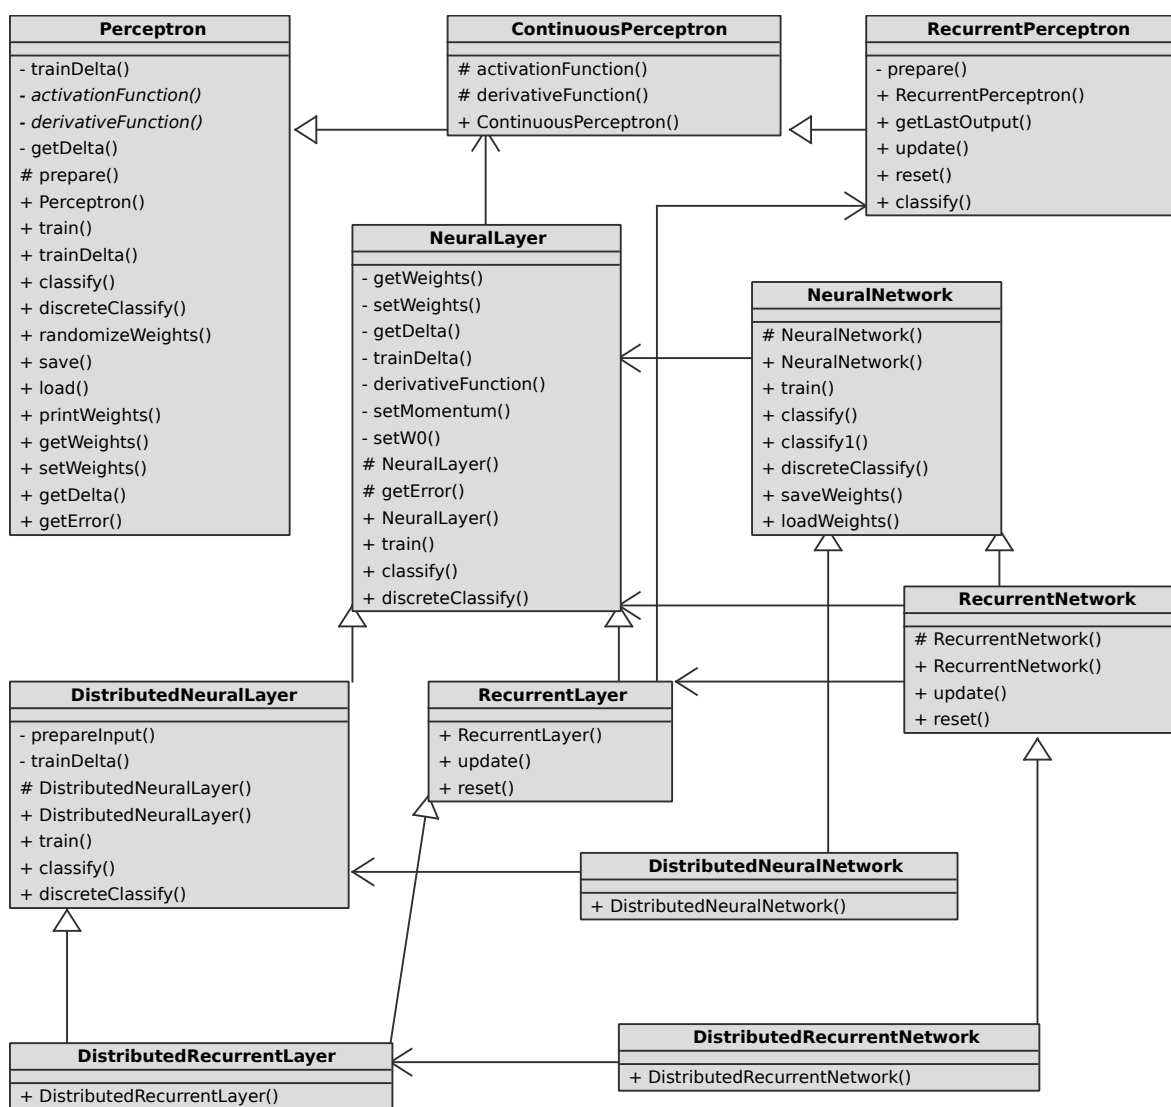 Perceptron
- trainDelta()
- activationFunction()
- derivativeFunction()
- getDelta()
# prepare()
+ Perceptron()
+ train()
+ trainDelta()
+ classify()
+ discreteClassify()
+ randomizeWeights()
+ save()
+ load()
+ printWeights()
+ getWeights()
+ setWeights()
+ getDelta()
+ getError()
ContinuousPerceptron
# activationFunction()
# derivativeFunction()
+ ContinuousPerceptron()
RecurrentPerceptron
- prepare()
+ RecurrentPerceptron()
+ getLastOutput()
+ update()
+ reset()
+ classify()
NeuralLayer
- getWeights()
- setWeights()
- getDelta()
- trainDelta()
- derivativeFunction()
- setMomentum()
- setW0()
# NeuralLayer()
# getError()
+ NeuralLayer()
+ train()
+ classify()
+ discreteClassify()
NeuralNetwork
# NeuralNetwork()
+ NeuralNetwork()
+ train()
+ classify()
+ classify1()
+ discreteClassify()
+ saveWeights()
+ loadWeights()
RecurrentNetwork
# RecurrentNetwork()
+ RecurrentNetwork()
+ update()
+ reset()
DistributedNeuralLayer
- prepareInput()
- trainDelta()
# DistributedNeuralLayer()
+ DistributedNeuralLayer()
+ train()
+ classify()
+ discreteClassify()
RecurrentLayer
+ RecurrentLayer()
+ update()
+ reset()
DistributedNeuralNetwork
+ DistributedNeuralNetwork()
DistributedRecurrentLayer
+ DistributedRecurrentLayer()
DistributedRecurrentNetwork
+ DistributedRecurrentNetwork()